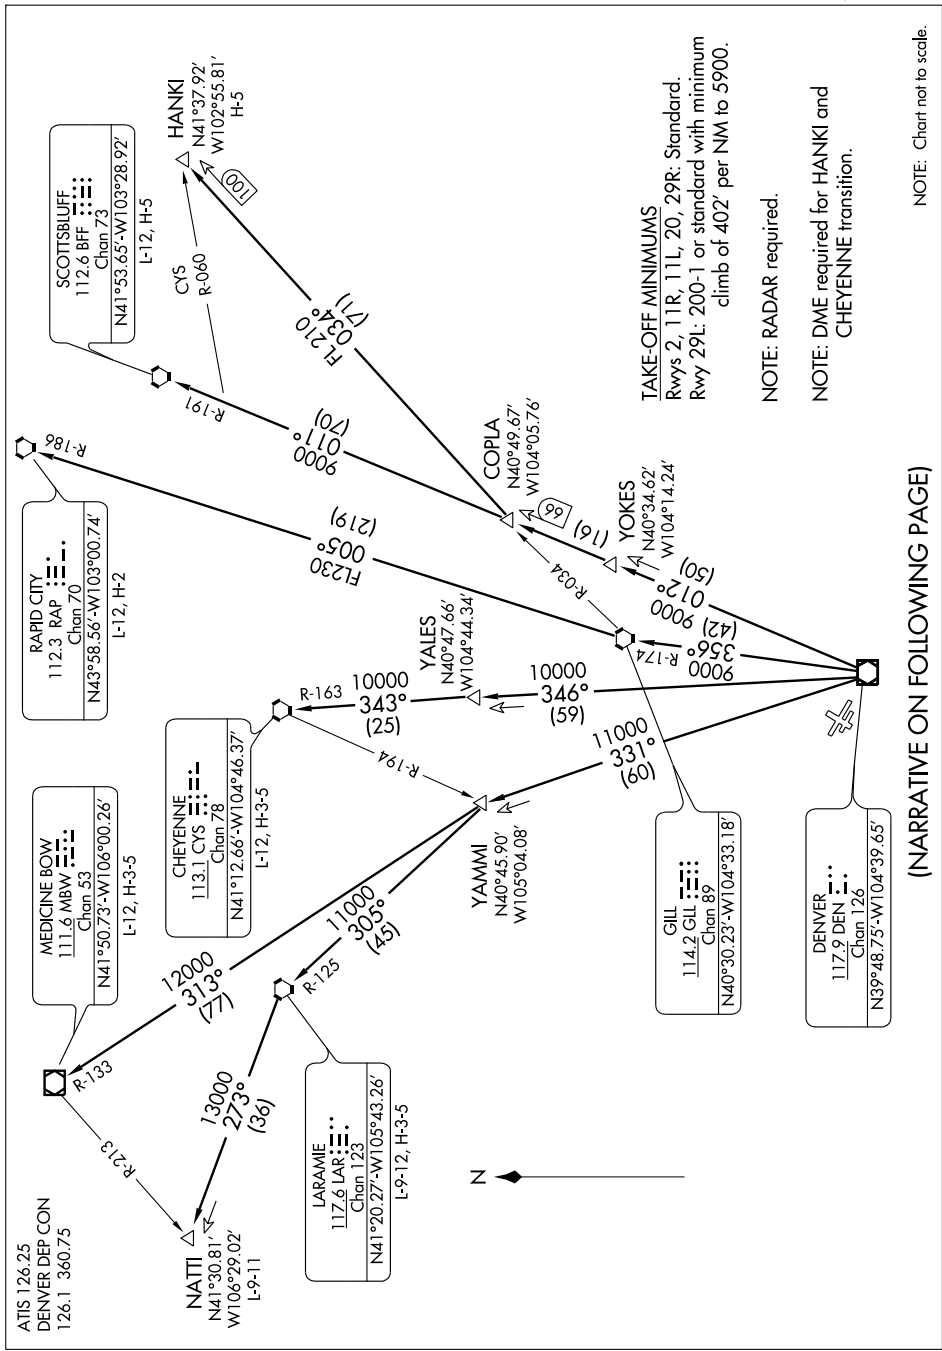 ATIS 126.25
DENVER DEP CON
126.1 360.75
MEDICINE BOW
111.6 MBW
Chan 53
N41°50.73'-W106°00.26'
L-12, H-3-5
RAPID CITY
112.3 RAP
Chan 70
N43°58.56'-W103°00.74'
L-12, H-2
SCOTTSBLUFF
112.6 BFF
Chan 73
N41°53.65'-W103°28.92'
L-12, H-5
HANKI
N41°37.92'
W102°55.81'
H-5
100
CYS
R-060
R-133
R-213
R-186
R-191
NATTI
N41°30.81'
W106°29.02'
L-9-11
13000
273°
(36)
12000
313°
(77)
CHEYENNE
113.1 CYS
Chan 78
N41°12.66'-W104°46.37'
L-12, H-3-5
R-163
R-194
R-125
LARAMIE
117.6 LAR
Chan 123
N41°20.27'-W105°43.26'
L-9-12, H-3-5
11000
305°
(45)
10000
343°
(25)
FL230
005°
(219)
9000
011°
(70)
FL210
034°
(71)
YAMMI
N40°45.90'
W105°04.08'
YALES
N40°47.66'
W104°44.34'
COPLA
N40°49.67'
W104°05.76'
66
(16)
R-034
YOKES
N40°34.62'
W104°14.24'
11000
331°
(60)
10000
346°
(59)
R-174
9000
356°
(42)
9000
012°
(50)
GILL
114.2 GLL
Chan 89
N40°30.23'-W104°33.18'
DENVER
117.9 DEN
Chan 126
N39°48.75'-W104°39.65'
N
TAKE-OFF MINIMUMS
Rwys 2, 11R, 11L, 20, 29R: Standard.
Rwy 29L: 200-1 or standard with minimum
climb of 402' per NM to 5900.
NOTE: RADAR required.
NOTE: DME required for HANKI and
CHEYENNE transition.
NOTE: Chart not to scale.
(NARRATIVE ON FOLLOWING PAGE)